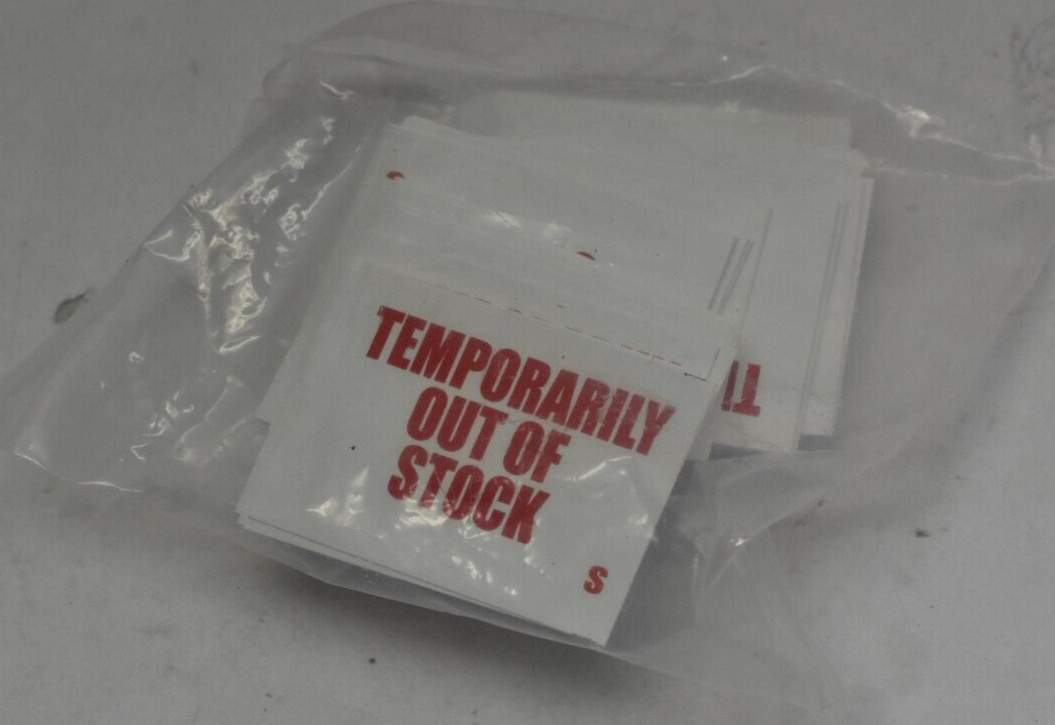 TEMPORARILY
OUT OF
STOCK
S